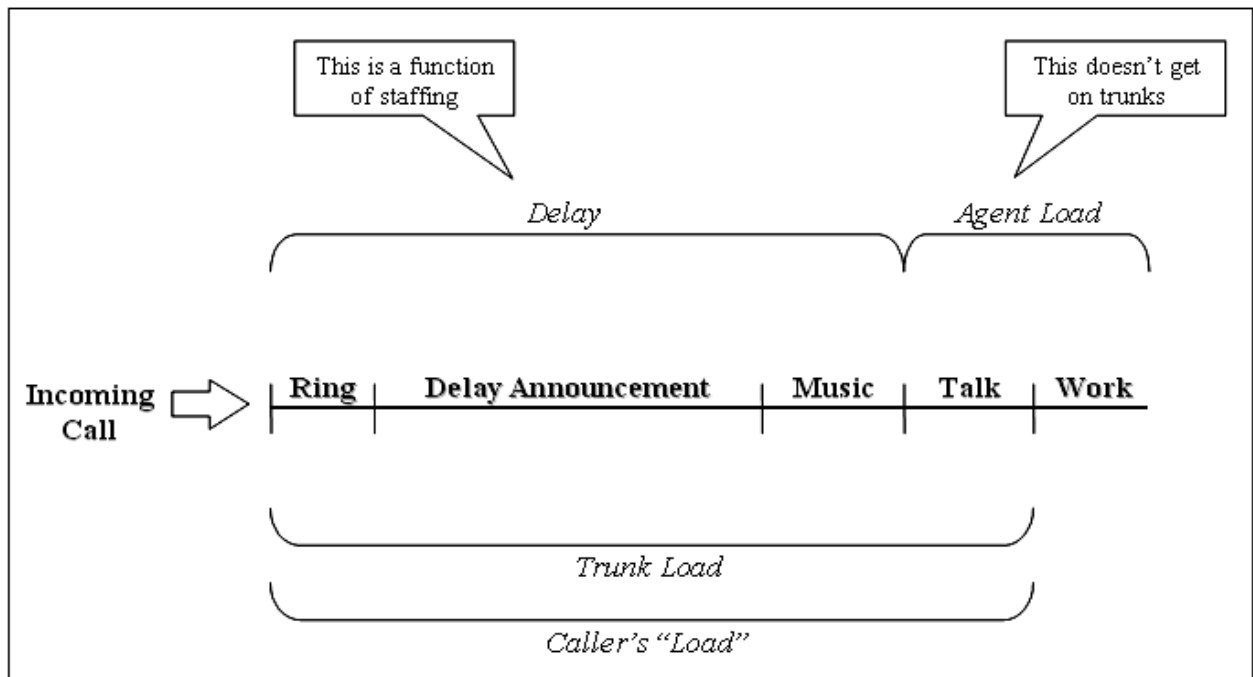 This is a function
of staffing
This doesn't get
on trunks
Delay
Agent Load
Incoming
Call
Ring
Delay Announcement
Music
Talk
Work
Trunk Load
Caller's “Load”